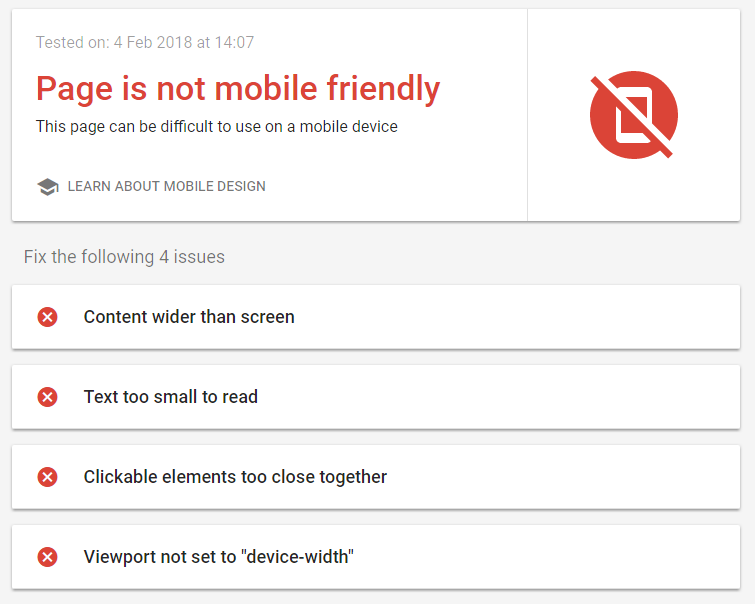 Tested on: 4 Feb 2018 at 14:07
Page is not mobile friendly
This page can be difficult to use on a mobile device
LEARN ABOUT MOBILE DESIGN
Fix the following 4 issues
Content wider than screen
Text too small to read
Clickable elements too close together
Viewport not set to "device-width"